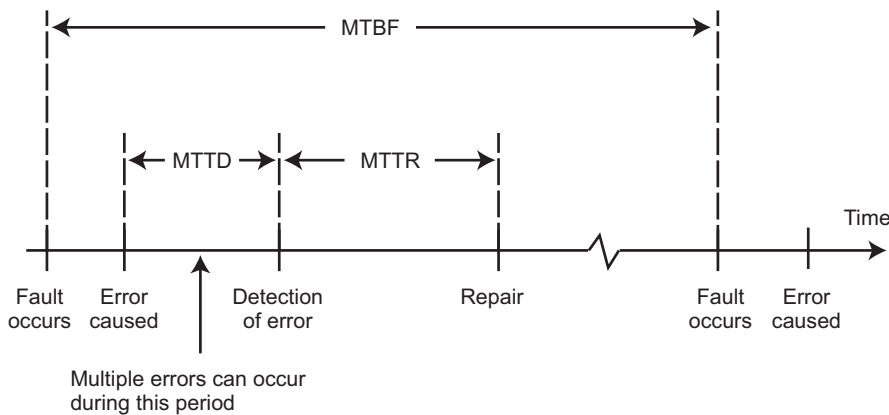 MTBF
MTTD
MTTR
Time
Fault
occurs
Error
caused
Detection
of error
Repair
Fault
occurs
Error
caused
Multiple errors can occur
during this period